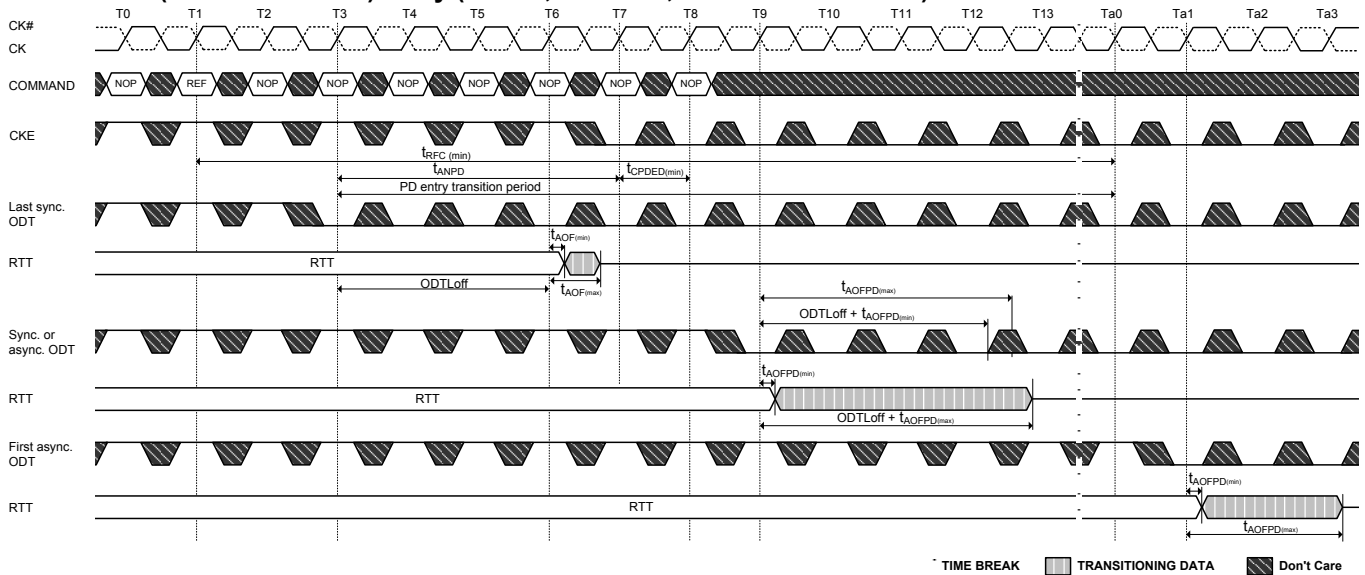 T0 T1 T2 T3 T4 T5 T6 T7 T8 T9 T10 T11 T12 T13 Ta0 Ta1 Ta2 Ta3
CK#
CK
COMMAND NOP REF NOP NOP NOP NOP NOP NOP NOP
CKE
tRFC (min)
tANPD tCPDED(min)
PD entry transition period
Last sync.
ODT
tAOF(min)
RTT RTT
ODTLoff tAOF(max)
tAOFPD(max)
ODTLoff + tAOFPD(min)
Sync. or
async. ODT
tAOFPD(min)
RTT RTT
ODTLoff + tAOFPD(max)
First async.
ODT
tAOFPD(min)
RTT RTT
tAOFPD(max)
TIME BREAK TRANSITIONING DATA Don't Care